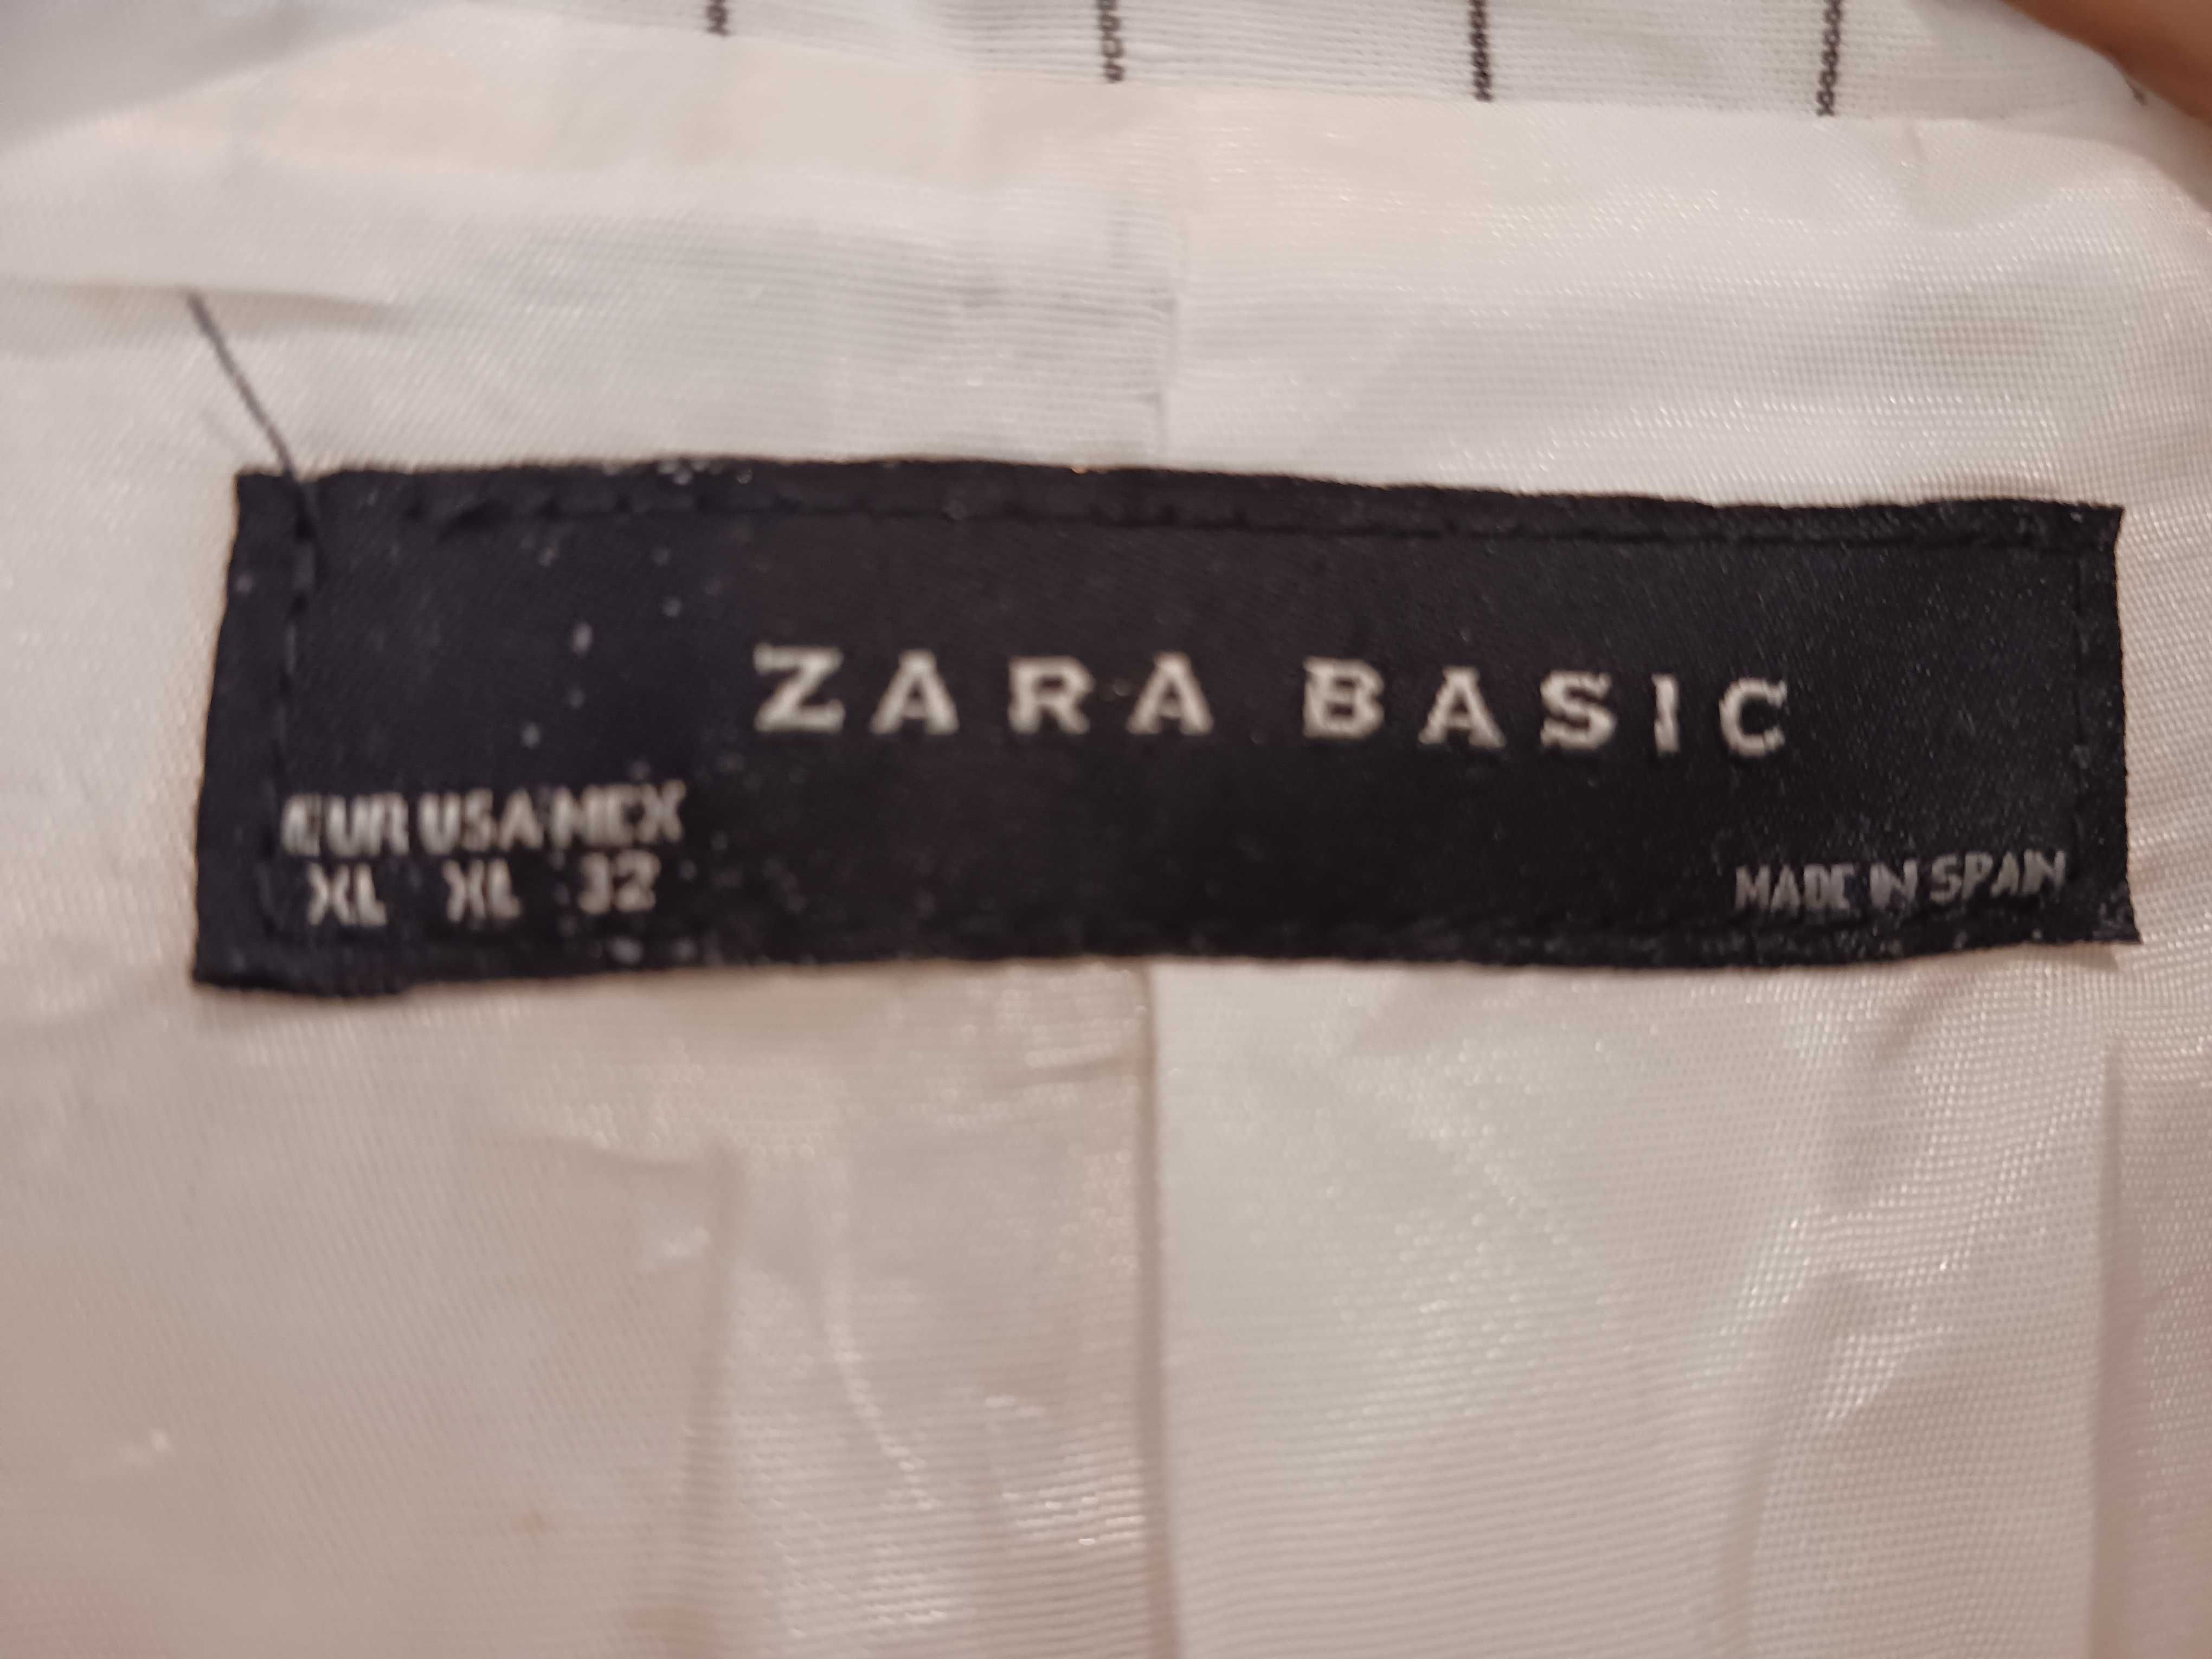 ZARA BASIC
EUR USA MEX
XL XL 32
MADE IN SPAIN